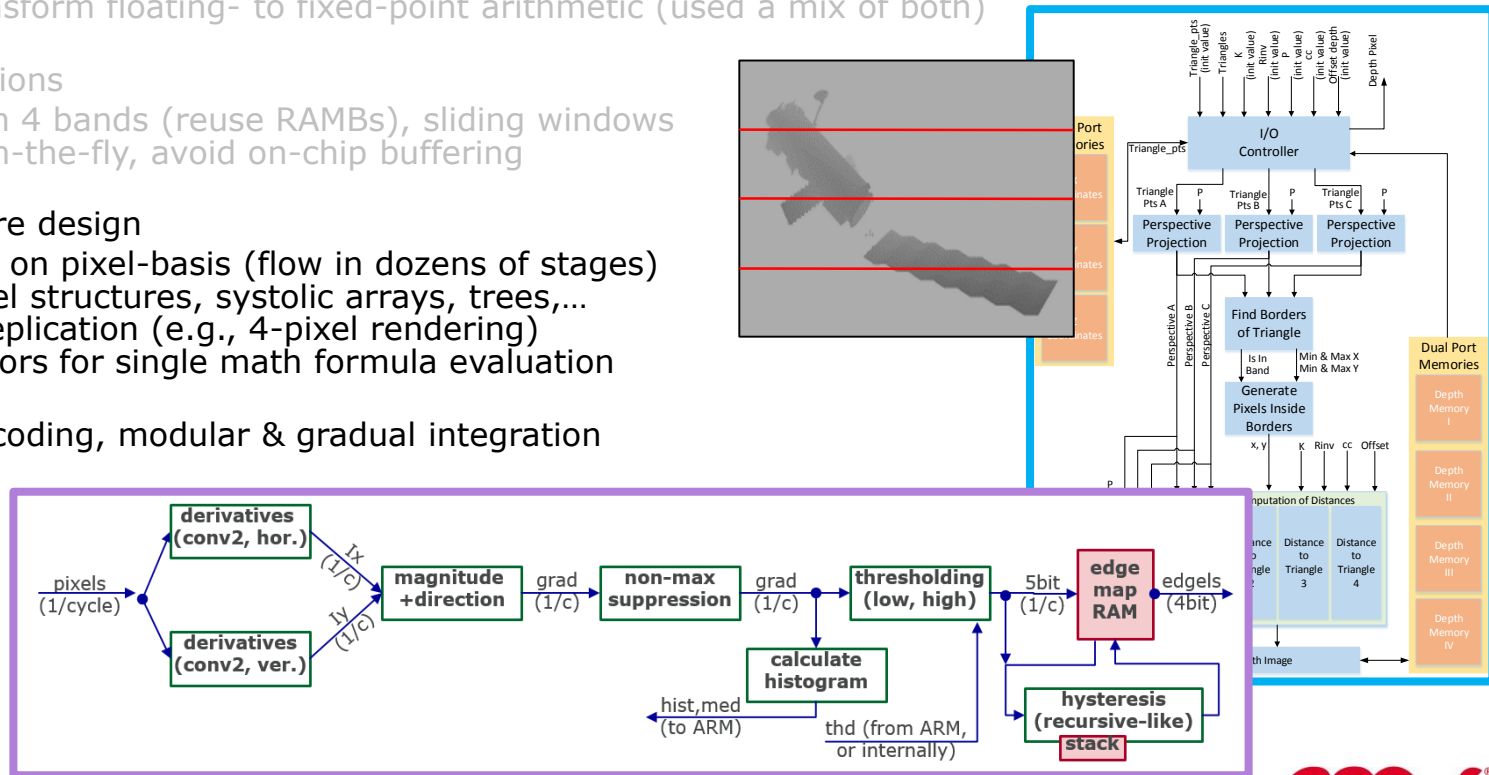 nsform floating- to fixed-point arithmetic (used a mix of both)
ions
n 4 bands (reuse RAMBs), sliding windows
n-the-fly, avoid on-chip buffering
re design
on pixel-basis (flow in dozens of stages)
el structures, systolic arrays, trees,…
eplication (e.g., 4-pixel rendering)
ors for single math formula evaluation
coding, modular & gradual integration
Triangle_pts
(init value)
Triangles
K
(init value)
Rinv
(init value)
P
(init value)
cc
(init value)
Offset depth
(init value)
Depth Pixel
I/O
Controller
Port
ories
Triangle_pts
nates
nates
nates
Triangle
Pts A
P
Triangle
Pts B
P
Triangle
Pts C
P
Perspective
Projection
Perspective
Projection
Perspective
Projection
Perspective A
Perspective B
Perspective C
Find Borders
of Triangle
Is In
Band
Min & Max X
Min & Max Y
Generate
Pixels Inside
Borders
x, y
K
Rinv
cc
Offset
P
mputation of Distances
nce
o
ngle
2
Distance
to
Triangle
3
Distance
to
Triangle
4
th Image
Dual Port
Memories
Depth
Memory
I
Depth
Memory
II
Depth
Memory
III
Depth
Memory
IV
pixels
(1/cycle)
derivatives
(conv2, hor.)
derivatives
(conv2, ver.)
Ix
(1/c)
Iy
(1/c)
magnitude
+direction
grad
(1/c)
non-max
suppression
grad
(1/c)
thresholding
(low, high)
5bit
(1/c)
edge
map
RAM
edgels
(4bit)
calculate
histogram
hist,med
(to ARM)
thd (from ARM,
or internally)
hysteresis
(recursive-like)
stack